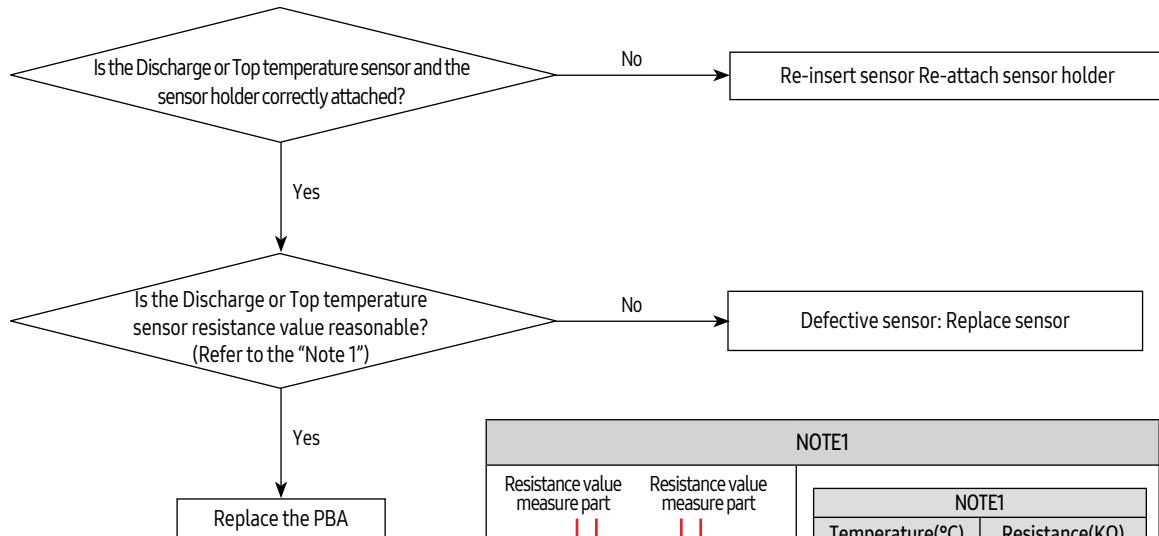 Is the Discharge or Top temperature sensor and the
sensor holder correctly attached?
No
Re-insert sensor Re-attach sensor holder
Yes
Is the Discharge or Top temperature
sensor resistance value reasonable?
(Refer to the “Note 1”)
No
Defective sensor: Replace sensor
Yes
Replace the PBA
NOTE1
Resistance value
measure part
Resistance value
measure part
NOTE1
Temperature(°C) Resistance(KΩ)